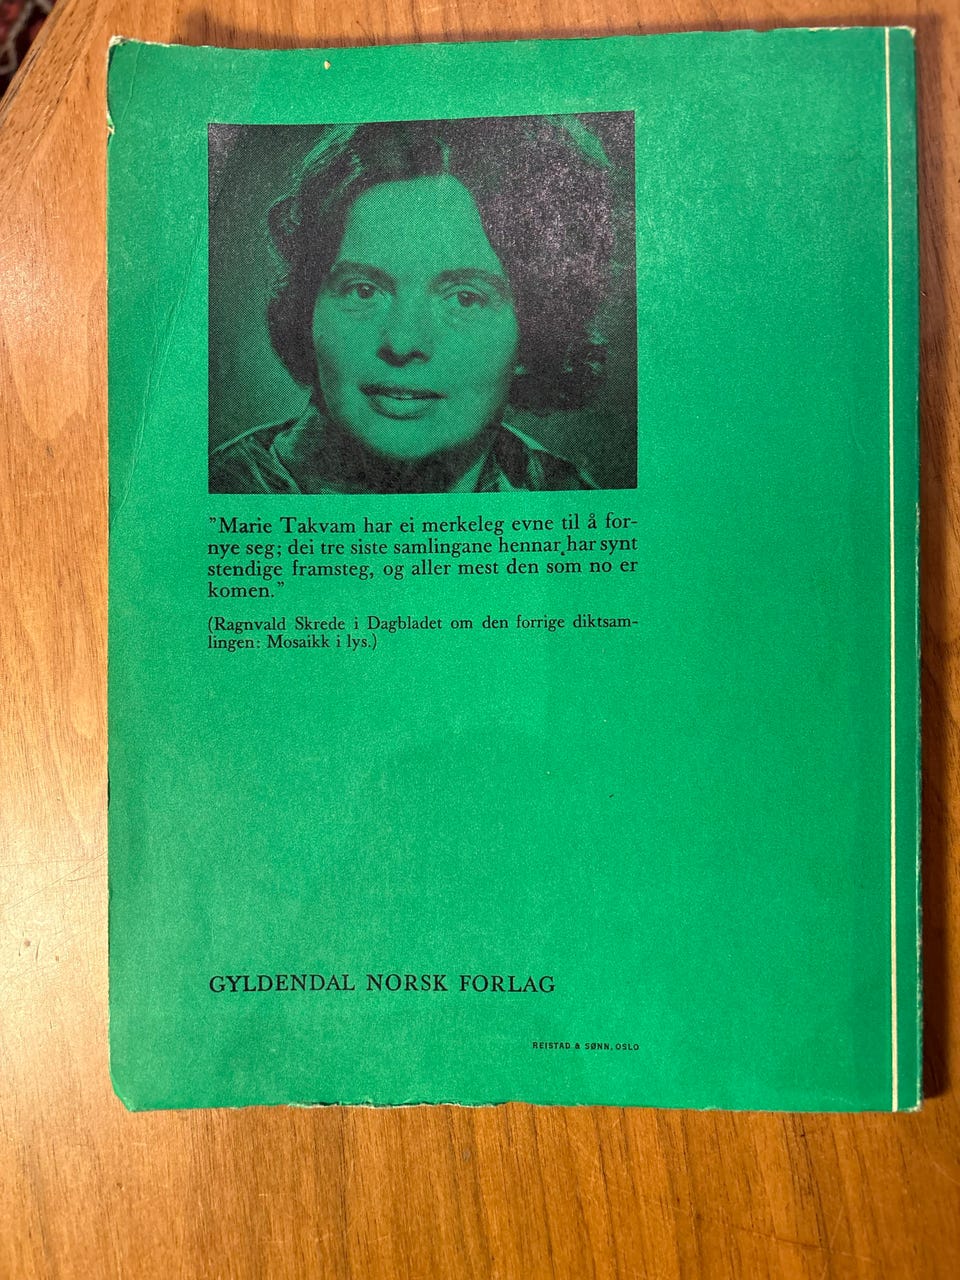 ”Marie Takvam har ei merkeleg evne til å for-
nye seg; dei tre siste samlingane hennar har synt
stendige framsteg, og aller mest den som no er
komen.”
(Ragnvald Skrede i Dagbladet om den forrige diktsam-
lingen: Mosaikk i lys.)
GYLDENDAL NORSK FORLAG
REISTAD & SØNN, OSLO